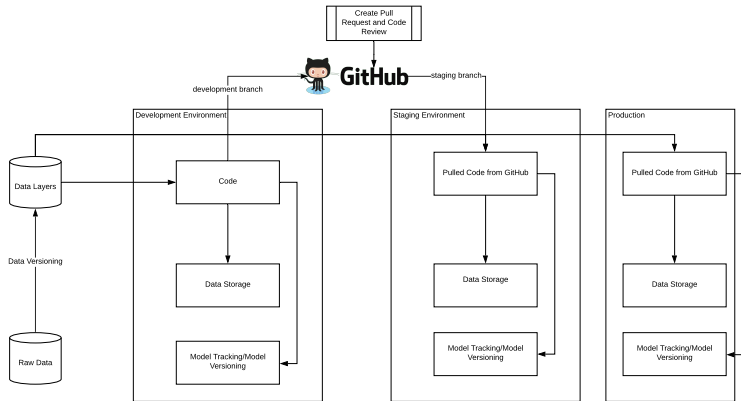 Create Pull
Request and Code
Review
GitHub
development branch
staging branch
Development Environment
Staging Environment
Production
Data Layers
Code
Pulled Code from GitHub
Pulled Code from GitHub
Data Versioning
Data Storage
Data Storage
Data Storage
Raw Data
Model Tracking/Model
Versioning
Model Tracking/Model
Versioning
Model Tracking/Model
Versioning